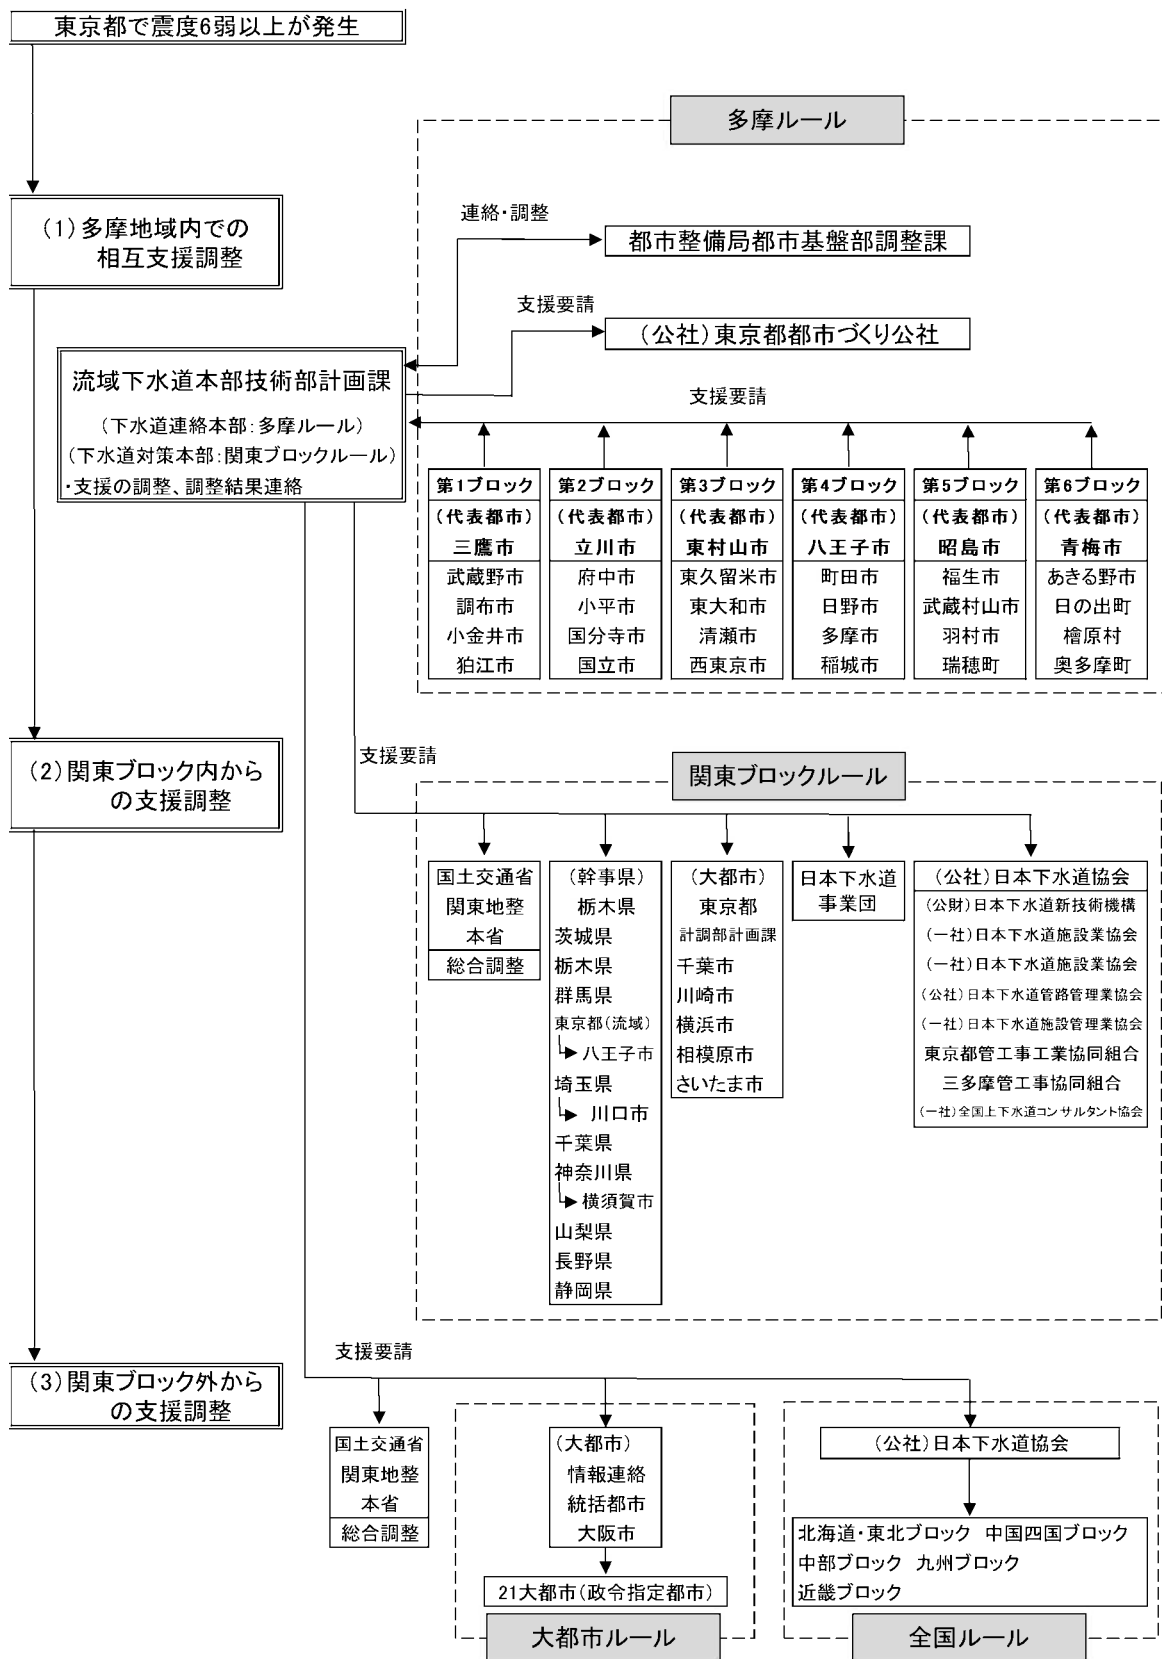 東京都で震度6弱以上が発生
多摩ルール
(1)多摩地域内での
相互支援調整
連絡・調整
都市整備局都市基盤部調整課
支援要請
(公社)東京都都市づくり公社
流域下水道本部技術部計画課
(下水道連絡本部:多摩ルール)
(下水道対策本部:関東ブロックルール)
・支援の調整、調整結果連絡
支援要請
第1ブロック
(代表都市)
三鷹市
武蔵野市
調布市
小金井市
狛江市
第2ブロック
(代表都市)
立川市
府中市
小平市
国分寺市
国立市
第3ブロック
(代表都市)
東村山市
東久留米市
東大和市
清瀬市
西東京市
第4ブロック
(代表都市)
八王子市
町田市
日野市
多摩市
稲城市
第5ブロック
(代表都市)
昭島市
福生市
武蔵村山市
羽村市
瑞穂町
第6ブロック
(代表都市)
青梅市
あきる野市
日の出町
檜原村
奥多摩町
(2)関東ブロック内から
の支援調整
支援要請
関東ブロックルール
国土交通省
関東地整
本省
総合調整
(幹事県)
栃木県
茨城県
栃木県
群馬県
東京都(流域)
八王子市
埼玉県
川口市
千葉県
神奈川県
横須賀市
山梨県
長野県
静岡県
(大都市)
東京都
計調部計画課
千葉市
川崎市
横浜市
相模原市
さいたま市
日本下水道
事業団
(公社)日本下水道協会
(公財)日本下水道新技術機構
(一社)日本下水道施設業協会
(一社)日本下水道施設業協会
(公社)日本下水道管路管理業協会
(一社)日本下水道施設管理業協会
東京都管工事工業協同組合
三多摩管工事協同組合
(一社)全国上下水道コンサルタント協会
(3)関東ブロック外から
の支援調整
支援要請
国土交通省
関東地整
本省
総合調整
(大都市)
情報連絡
統括都市
大阪市
21大都市(政令指定都市)
大都市ルール
(公社)日本下水道協会
北海道・東北ブロック 中国四国ブロック
中部ブロック 九州ブロック
近畿ブロック
全国ルール